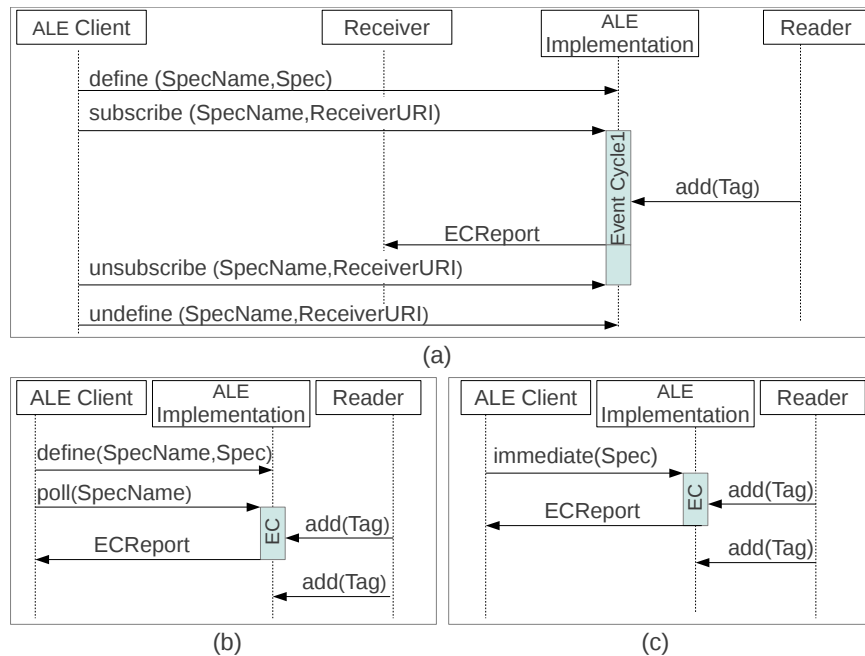 ALE Client
Receiver
ALE
Implementation
Reader
define (SpecName,Spec)
subscribe (SpecName,ReceiverURI)
Event Cycle1
add(Tag)
ECReport
unsubscribe (SpecName,ReceiverURI)
undefine (SpecName,ReceiverURI)
(a)
ALE Client
ALE
Implementation
Reader
define(SpecName,Spec)
poll(SpecName)
EC
add(Tag)
ECReport
add(Tag)
(b)
ALE Client
ALE
Implementation
Reader
immediate(Spec)
EC
add(Tag)
ECReport
add(Tag)
(c)